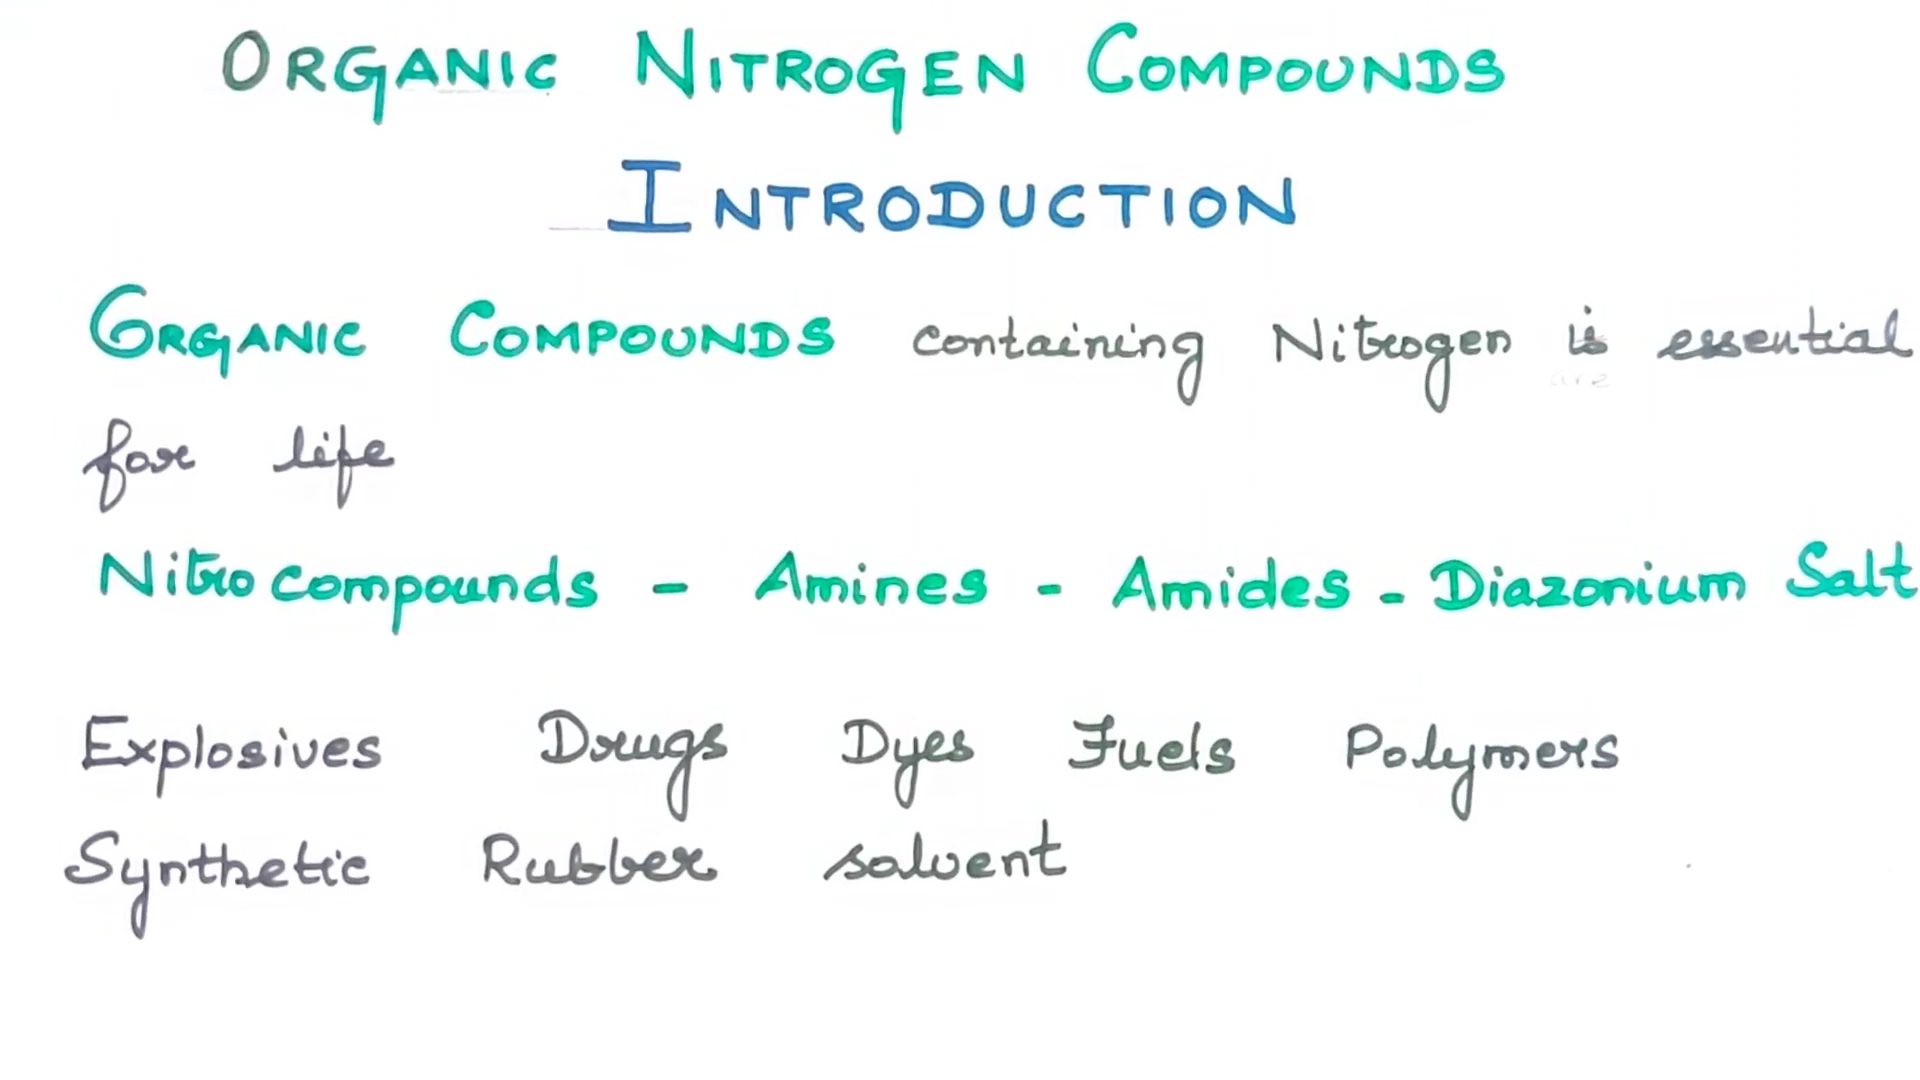 ORGANIC NITROGEN COMPOUNDS
INTRODUCTION
ORGANIC COMPOUNDS containing Nitrogen is essential
are
for life
Nitro compounds - Amines - Amides - Diazonium Salt
Explosives Drugs Dyes Fuels Polymers
Synthetic Rubber solvent